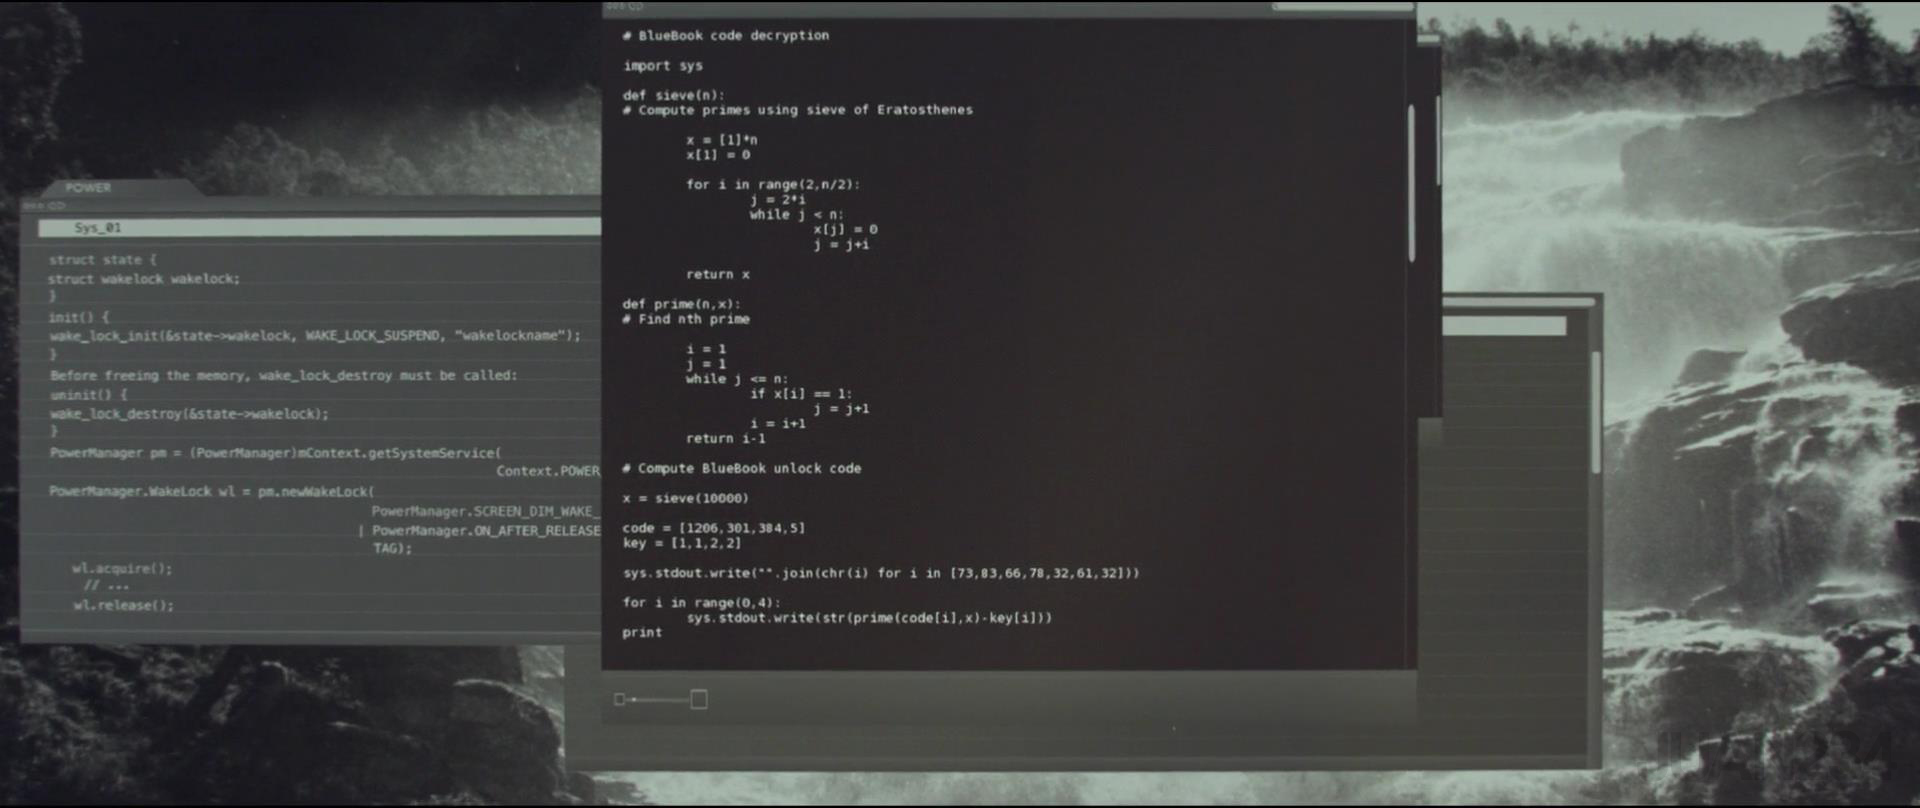 POWER
Sys_01
struct state {
struct wakelock wakelock;
}
init() {
wake_lock_init(&state->wakelock, WAKE_LOCK_SUSPEND, "wakelockname");
}
Before freeing the memory, wake_lock_destroy must be called:
uninit() {
wake_lock_destroy(&state->wakelock);
}
PowerManager pm = (PowerManager)mContext.getSystemService(
Context.POWER
PowerManager.WakeLock wl = pm.newWakeLock(
PowerManager.SCREEN_DIM_WAKE_
| PowerManager.ON_AFTER_RELEASE
TAG);
wl.acquire();
// ...
wl.release();
# BlueBook code decryption
import sys
def sieve(n):
# Compute primes using sieve of Eratosthenes
x = [1]*n
x[1] = 0
for i in range(2,n/2):
j = 2*i
while j < n:
x[j] = 0
j = j+i
return x
def prime(n,x):
# Find nth prime
i = 1
j = 1
while j <= n:
if x[i] == 1:
j = j+1
i = i+1
return i-1
# Compute BlueBook unlock code
x = sieve(10000)
code = [1206,301,384,5]
key = [1,1,2,2]
sys.stdout.write("".join(chr(i) for i in [73,83,66,78,32,61,32]))
for i in range(0,4):
sys.stdout.write(str(prime(code[i],x)-key[i]))
print